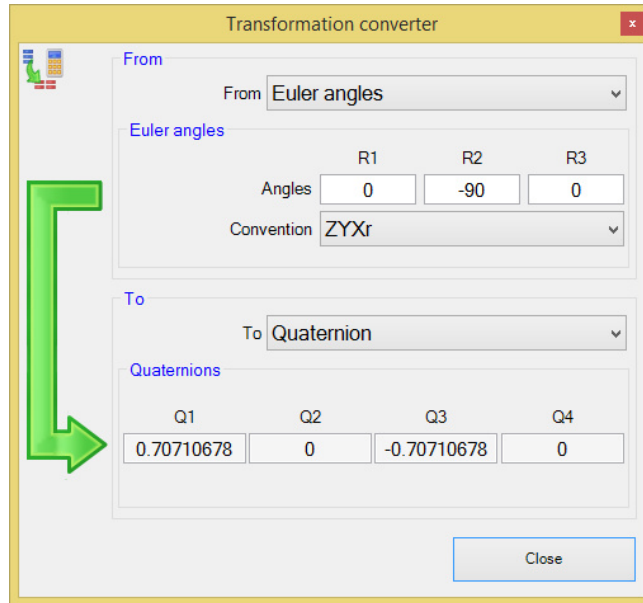 Transformation converter
x
From
From Euler angles
Euler angles
R1 R2 R3
Angles 0 -90 0
Convention ZYXr
To
To Quaternion
Quaternions
Q1 Q2 Q3 Q4
0.70710678 0 -0.70710678 0
Close